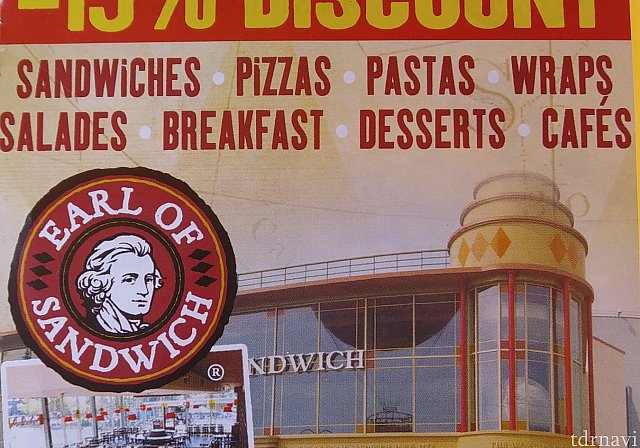 -15% DISCOUNT
SANDWiCHES • PiZZAS • PASTAS • WRAPS
SALADES • BREAKFAST • DESSERTS • CAFÉS
EARL OF
SANDWICH
®
NDWICH
tdrnavi